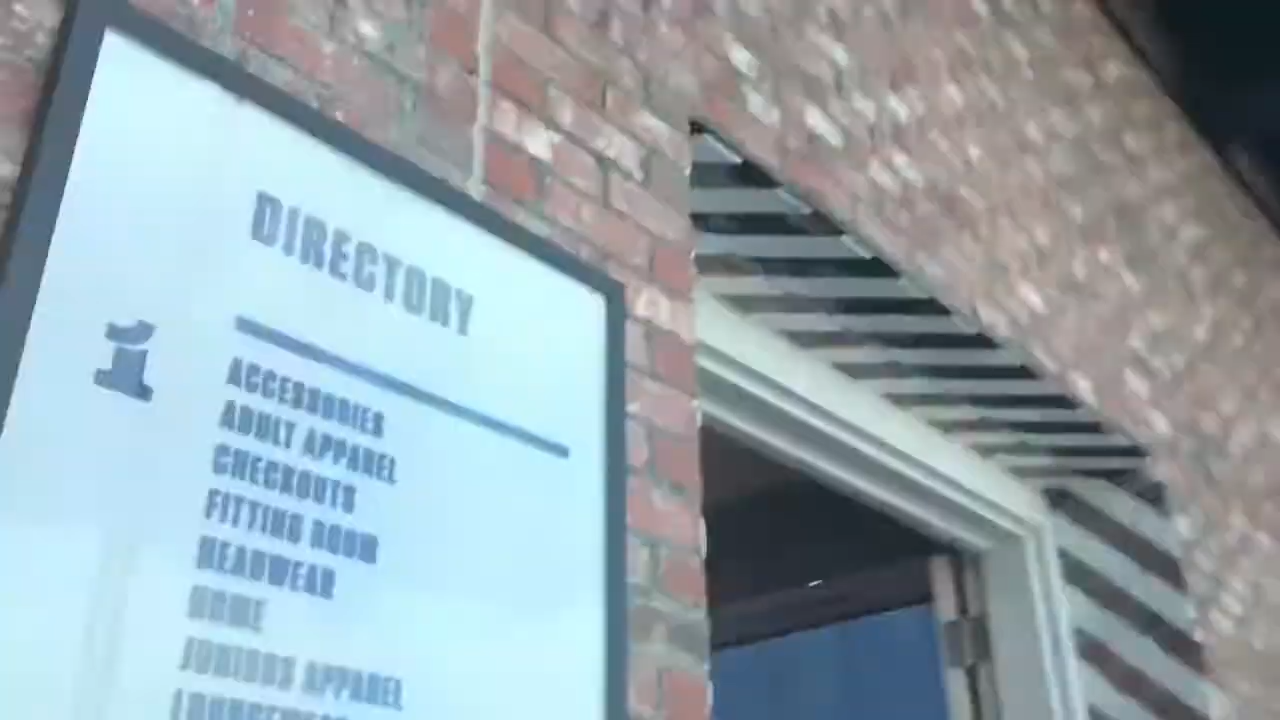 DIRECTORY
i
ACCESSORIES
ADULT APPAREL
CHECKOUTS
FITTING ROOM
HEADWEAR
HOME
JUNIORS APPAREL